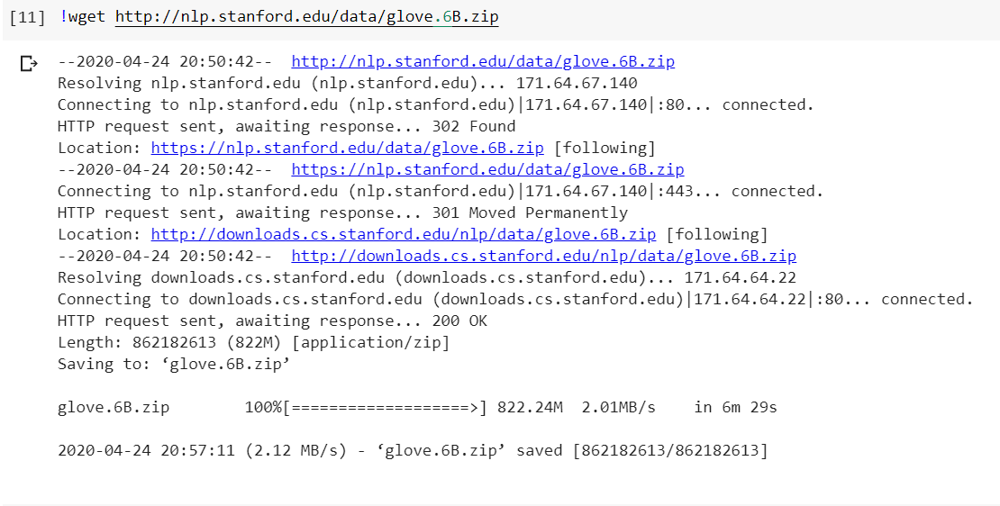 [11] !wget http://nlp.stanford.edu/data/glove.6B.zip
--2020-04-24 20:50:42--  http://nlp.stanford.edu/data/glove.6B.zip
Resolving nlp.stanford.edu (nlp.stanford.edu)... 171.64.67.140
Connecting to nlp.stanford.edu (nlp.stanford.edu)|171.64.67.140|:80... connected.
HTTP request sent, awaiting response... 302 Found
Location: https://nlp.stanford.edu/data/glove.6B.zip [following]
--2020-04-24 20:50:42--  https://nlp.stanford.edu/data/glove.6B.zip
Connecting to nlp.stanford.edu (nlp.stanford.edu)|171.64.67.140|:443... connected.
HTTP request sent, awaiting response... 301 Moved Permanently
Location: http://downloads.cs.stanford.edu/nlp/data/glove.6B.zip [following]
--2020-04-24 20:50:42--  http://downloads.cs.stanford.edu/nlp/data/glove.6B.zip
Resolving downloads.cs.stanford.edu (downloads.cs.stanford.edu)... 171.64.64.22
Connecting to downloads.cs.stanford.edu (downloads.cs.stanford.edu)|171.64.64.22|:80... connected.
HTTP request sent, awaiting response... 200 OK
Length: 862182613 (822M) [application/zip]
Saving to: ‘glove.6B.zip’
glove.6B.zip        100%[===================>] 822.24M  2.01MB/s    in 6m 29s
2020-04-24 20:57:11 (2.12 MB/s) - ‘glove.6B.zip’ saved [862182613/862182613]